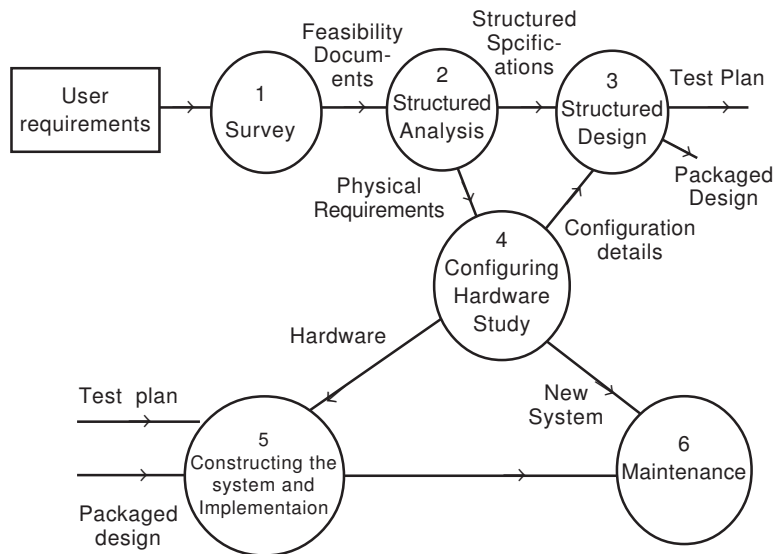 User
requirements
1
Survey
Feasibility
Docum-
ents
2
Structured
Analysis
Structured
Spcific-
ations
3
Structured
Design
Test Plan
Packaged
Design
Physical
Requirements
4
Configuring
Hardware
Study
Configuration
details
Hardware
New
System
Test plan
5
Constructing the
system and
Implementaion
Packaged
design
6
Maintenance